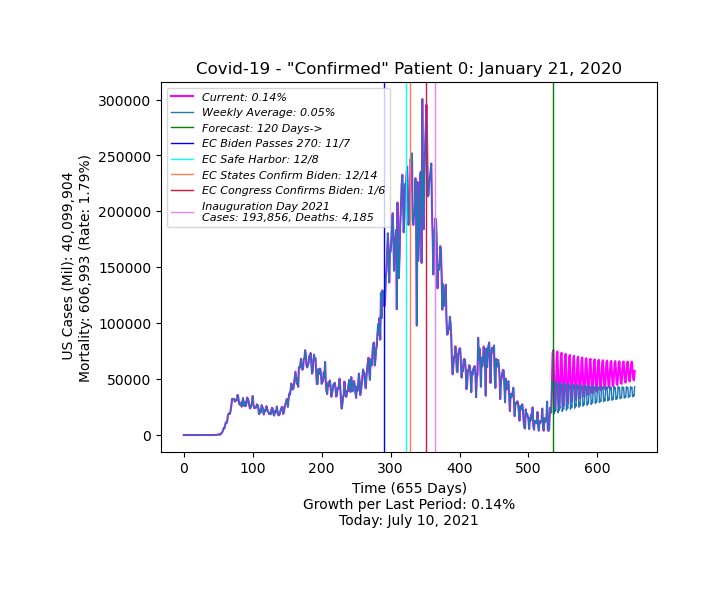 Covid-19 - "Confirmed" Patient 0: January 21, 2020
Current: 0.14%
Weekly Average: 0.05%
Forecast: 120 Days->
EC Biden Passes 270: 11/7
EC Safe Harbor: 12/8
EC States Confirm Biden: 12/14
EC Congress Confirms Biden: 1/6
Inauguration Day 2021
Cases: 193,856, Deaths: 4,185
300000
250000
200000
150000
100000
50000
0
US Cases (Mil): 40,099,904
Mortality: 606,993 (Rate: 1.79%)
0 100 200 300 400 500 600
Time (655 Days)
Growth per Last Period: 0.14%
Today: July 10, 2021